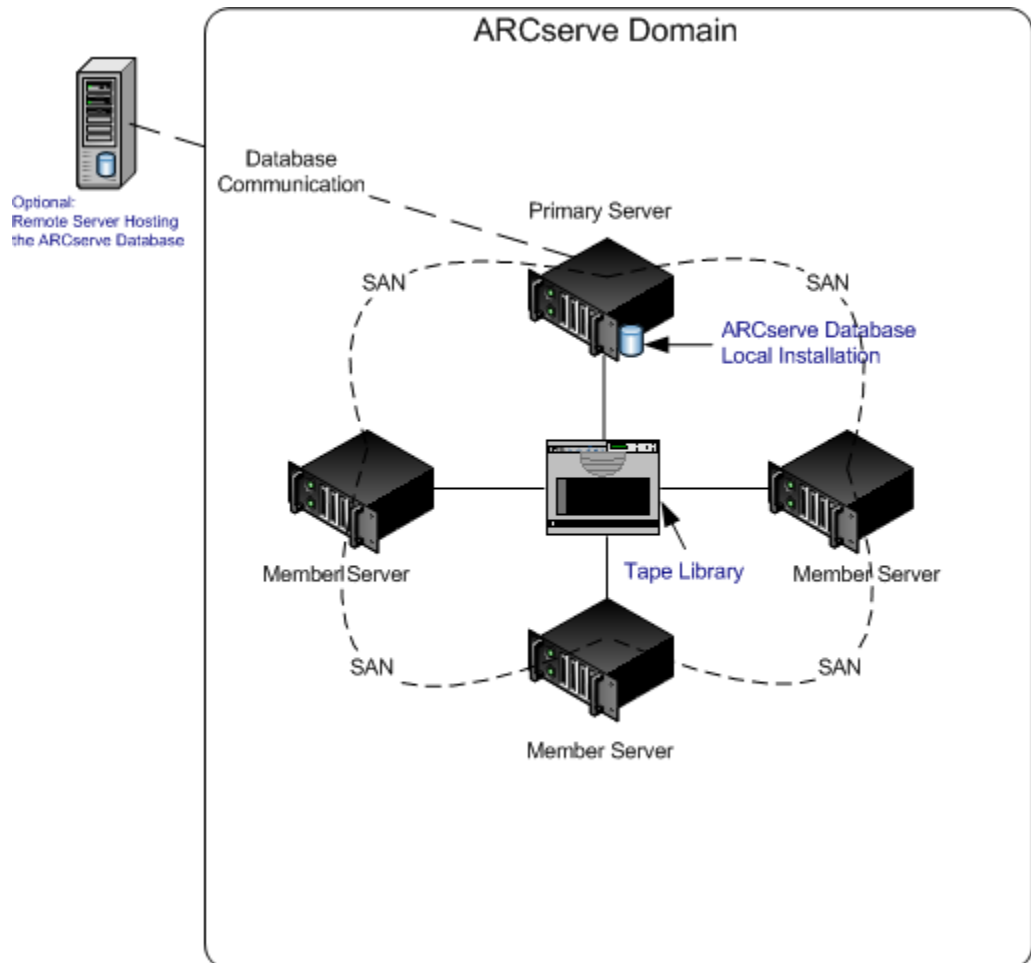 ARCserve Domain
Database
Communication
Optional:
Remote Server Hosting
the ARCserve Database
Primary Server
SAN
SAN
ARCserve Database
Local Installation
Member Server
Tape Library
Member Server
SAN
SAN
Member Server